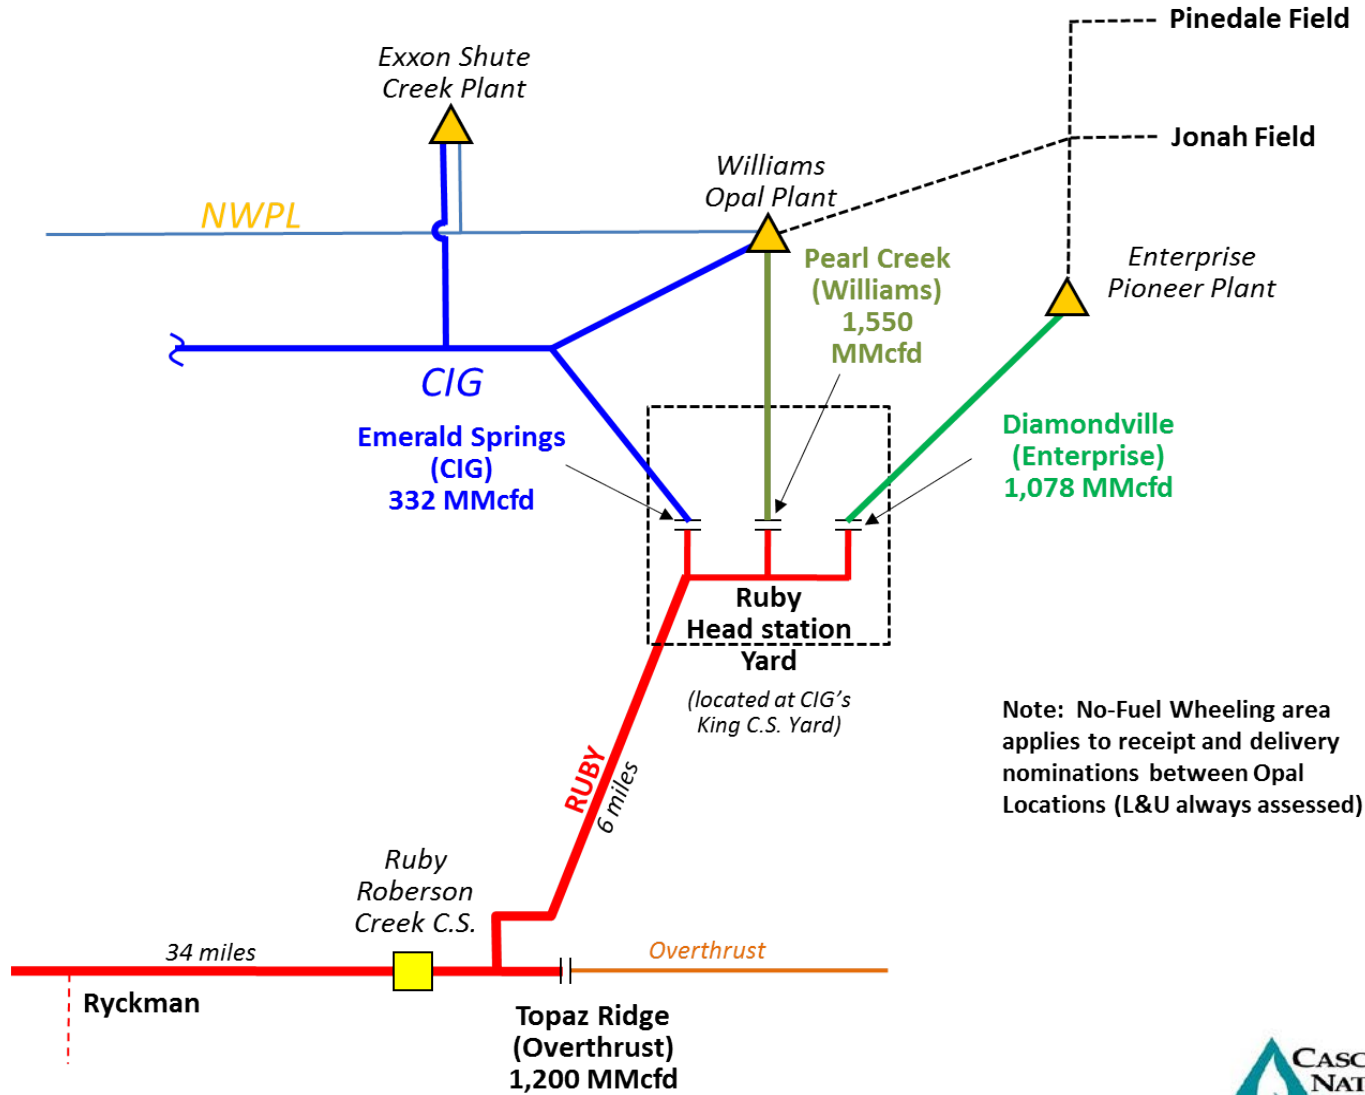 Pinedale Field
Exxon Shute
Creek Plant
Jonah Field
Williams
Opal Plant
NWPL
Pearl Creek
(Williams)
1,550
MMcfd
Enterprise
Pioneer Plant
CIG
Emerald Springs
(CIG)
332 MMcfd
Diamondville
(Enterprise)
1,078 MMcfd
Ruby
Head station
Yard
(located at CIG's
King C.S. Yard)
Note:  No-Fuel Wheeling area
applies to receipt and delivery
nominations between Opal
Locations (L&U always assessed)
RUBY
6 miles
Ruby
Roberson
Creek C.S.
34 miles
Overthrust
Ryckman
Topaz Ridge
(Overthrust)
1,200 MMcfd